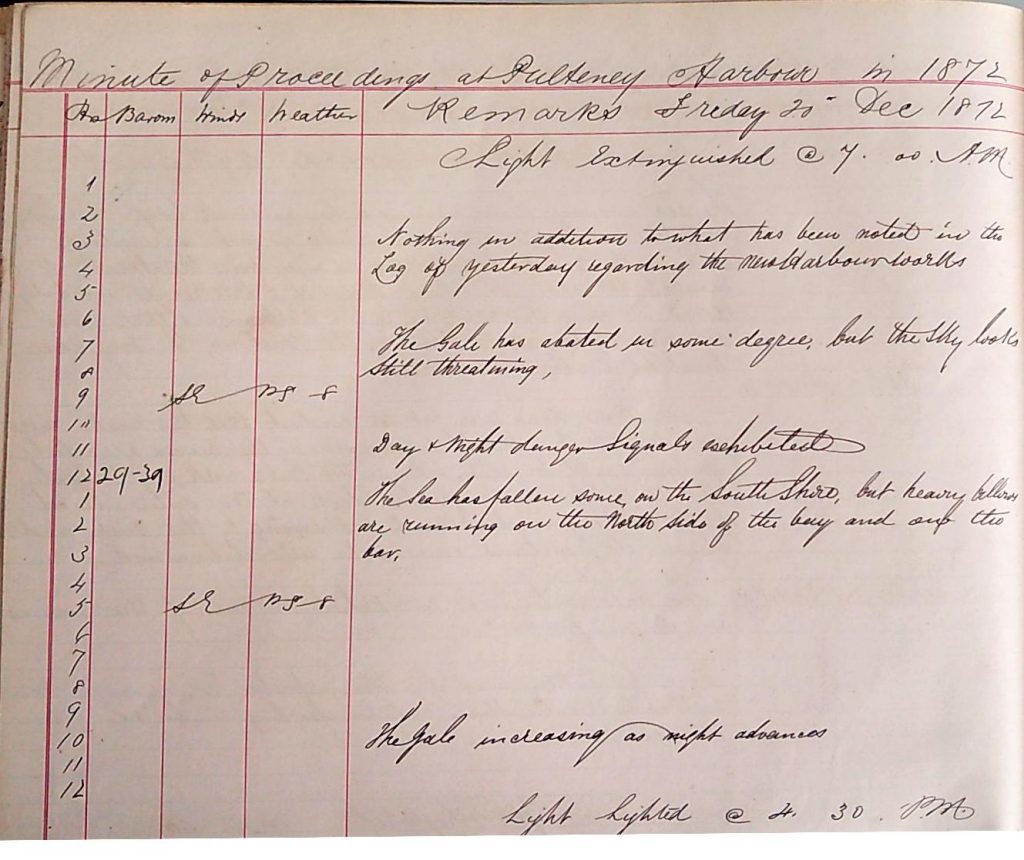 Minute of Proceedings at Pulteney Harbour in 1872
Hrs Barom Winds Weather Remarks Freday 20 Dec 1872
Light Extinguished @ 7. 00. A.M.
1
2
3 Nothing in addition to what has been noted in the
4 Log of yesterday regarding the new Harbour works
5
6
7 The Gale has abated in some degree, but the Sky looks
8 Still threatining,
9 SE
10
11 Day & Night danger Signals exhibited
12 29-39
1 The Sea has fallen some, on the South Shire, but heavy billows
2 are running on the North Side of the bay and on the
3 bar,
4
5 SE
6
7
8
9
10 The Gale increasing as night advances
11
12
Light Lighted @ 4. 30. P.M.